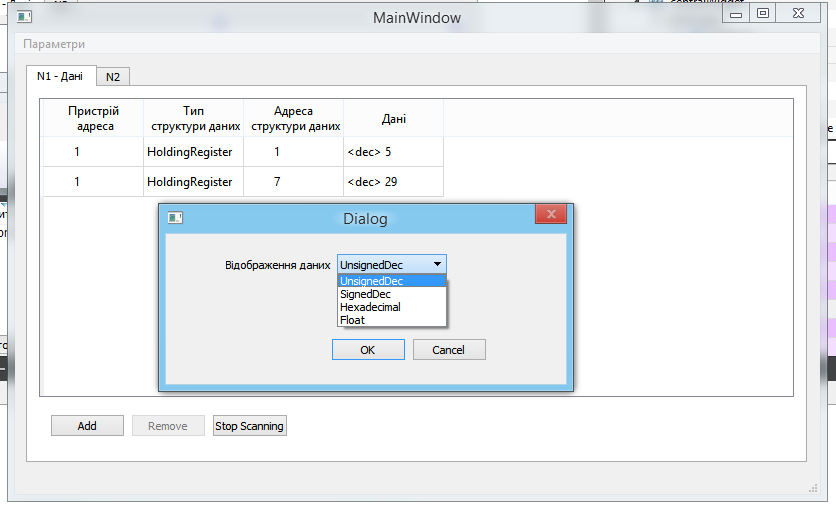 MainWindow
Параметри
N1 - Дані
N2
Пристрій адреса
Тип структури даних
Адреса структури даних
Дані
1 HoldingRegister 1 <dec> 5
1 HoldingRegister 7 <dec> 29
Dialog
Відображення даних UnsignedDec
UnsignedDec
SignedDec
Hexadecimal
Float
OK
Cancel
Add
Remove
Stop Scanning